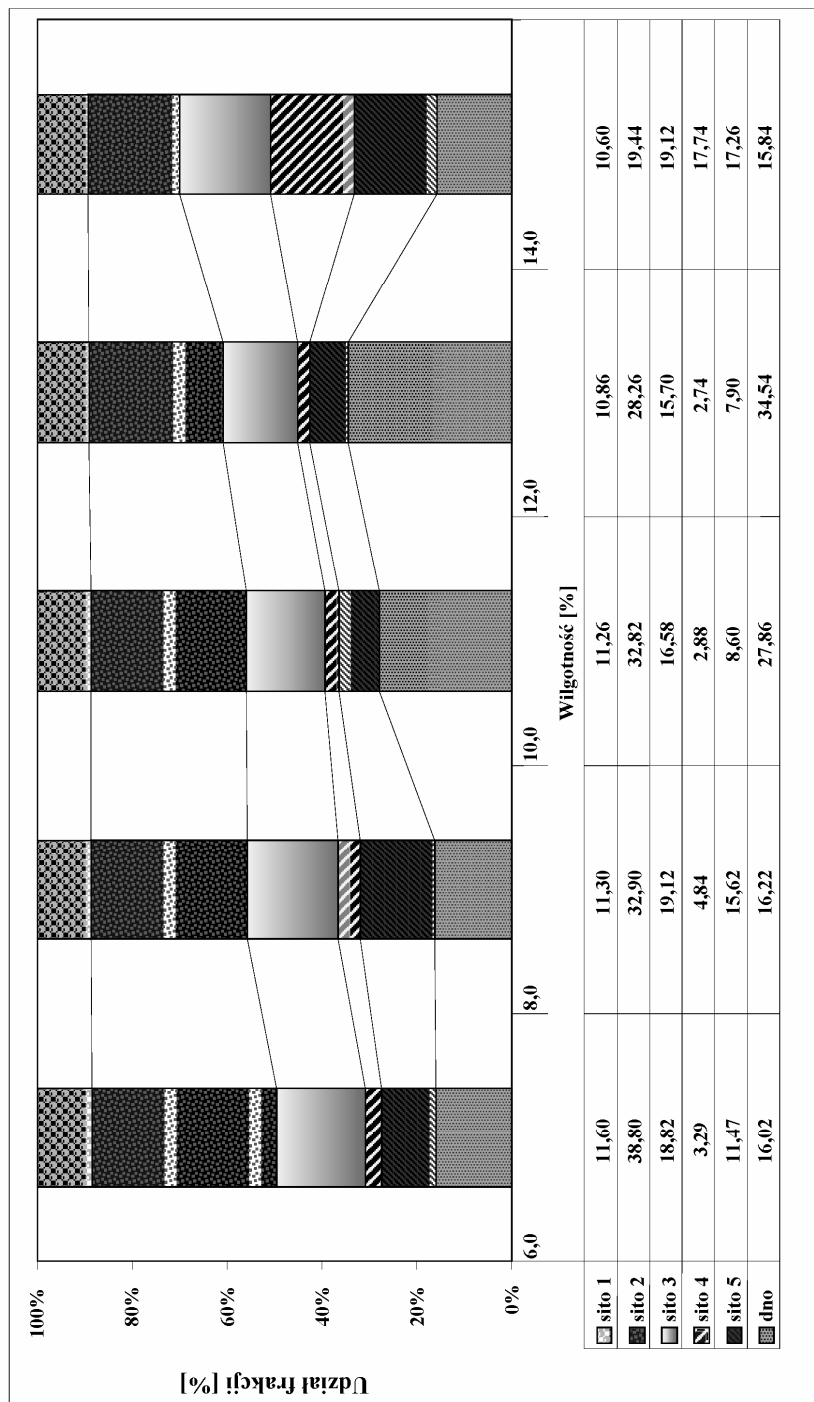 Udział frakcji [%]
100%
80%
60%
40%
20%
0%
6,0 8,0 10,0 12,0 14,0
Wilgotność [%]
sito 1 11,60 11,30 11,26 10,86 10,60
sito 2 38,80 32,90 32,82 28,26 19,44
sito 3 18,82 19,12 16,58 15,70 19,12
sito 4 3,29 4,84 2,88 2,74 17,74
sito 5 11,47 15,62 8,60 7,90 17,26
dno 16,02 16,22 27,86 34,54 15,84